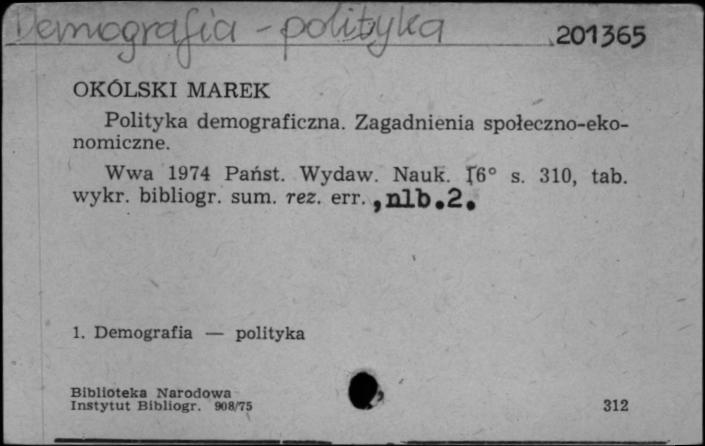 Demografia - polityka 201365
OKÓLSKI MAREK
Polityka demograficzna. Zagadnienia społeczno-eko-
nomiczne.
Wwa 1974 Państ. Wydaw. Nauk. 16° s. 310, tab.
wykr. bibliogr. sum. rez. err. , nlb.2.
1. Demografia — polityka
Biblioteka Narodowa
Instytut Bibliogr. 908/75 312